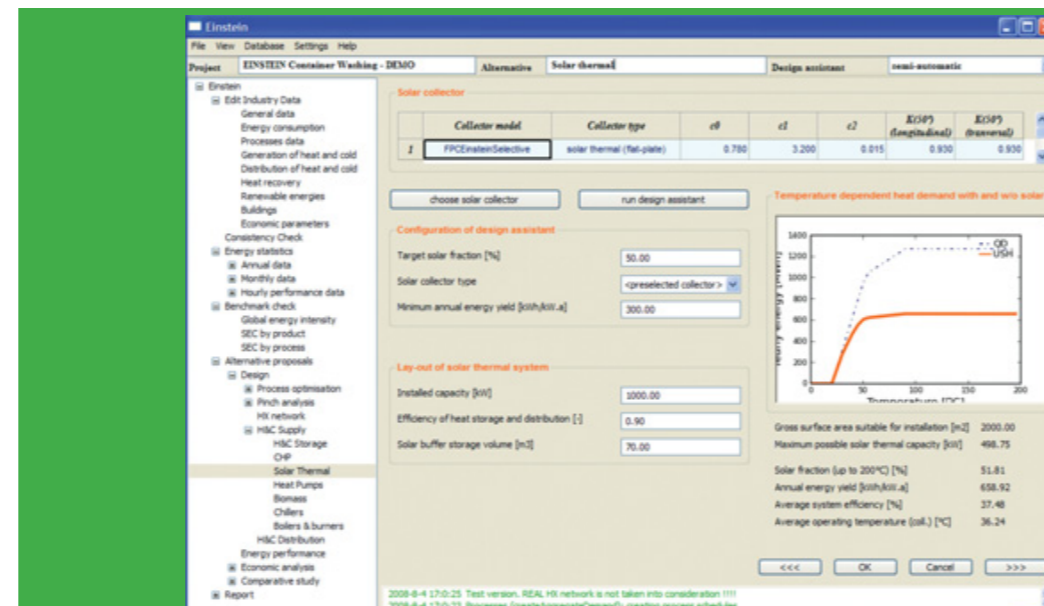 Einstein
File View Database Settings Help
Project EINSTEIN Container Washing - DEMO Alternative Solar thermal Design assistant semi-automatic
Einstein
Edit Industry Data
General data
Energy consumption
Processes data
Generation of heat and cold
Distribution of heat and cold
Heat recovery
Renewable energies
Buildings
Economic parameters
Consistency Check
Energy statistics
Annual data
Monthly data
Hourly performance data
Benchmark check
Global energy intensity
SEC by product
SEC by process
Alternative proposals
Design
Process optimisation
Pinch analysis
HX network
H&C Supply
H&C Storage
CHP
Solar Thermal
Heat Pumps
Biomass
Chillers
Boilers & burners
H&C Distribution
Energy performance
Economic analysis
Comparative study
Report
Solar collector
Collector model Collector type c0 c1 c2 K(50°) (longitudinal) K(50°) (tranversal)
1 FPCEinsteinSelective solar thermal (flat-plate) 0.780 3.200 0.015 0.930 0.930
choose solar collector run design assistant
Configuration of design assistant
Target solar fraction [%] 50.00
Solar collector type <preselected collector>
Minimum annual energy yield [kWh/kW.a] 300.00
Lay-out of solar thermal system
Installed capacity [kW] 1000.00
Efficiency of heat storage and distribution [-] 0.90
Solar buffer storage volume [m3] 70.00
Temperature dependent heat demand with and w/o solar
1400
1200
1000
800
600
400
200
0
0 50 100 150 200
QD
USH
Temperature [ºC]
Gross surface area suitable for installation [m2] 2000.00
Maximum possible solar thermal capacity [kW] 498.75
Solar fraction (up to 200°C) [%] 51.81
Annual energy yield [kWh/kW.a] 658.92
Average system efficiency [%] 37.48
Average operating temperature (coll.) [°C] 36.24
<<< OK Cancel >>>
2008-8-4 17:0:25 Test version. REAL HX network is not taken into consideration !!!!